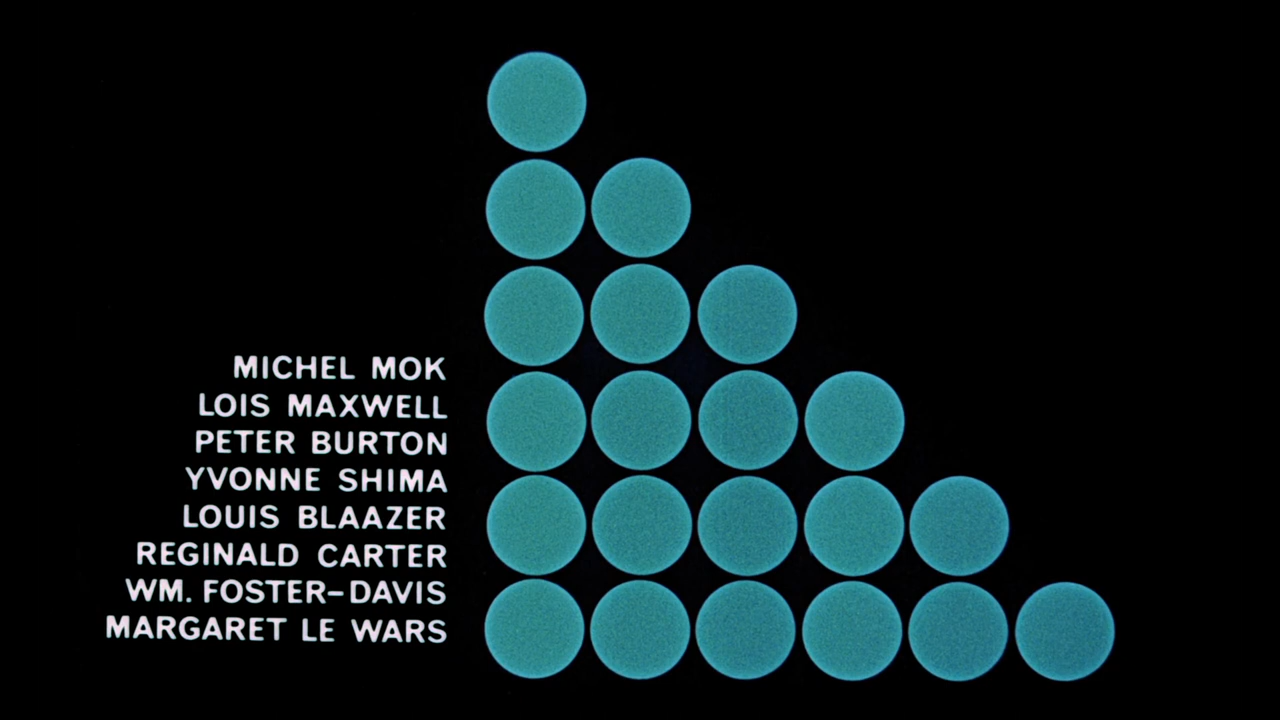 MICHEL MOK
LOIS MAXWELL
PETER BURTON
YVONNE SHIMA
LOUIS BLAAZER
REGINALD CARTER
WM. FOSTER-DAVIS
MARGARET LE WARS